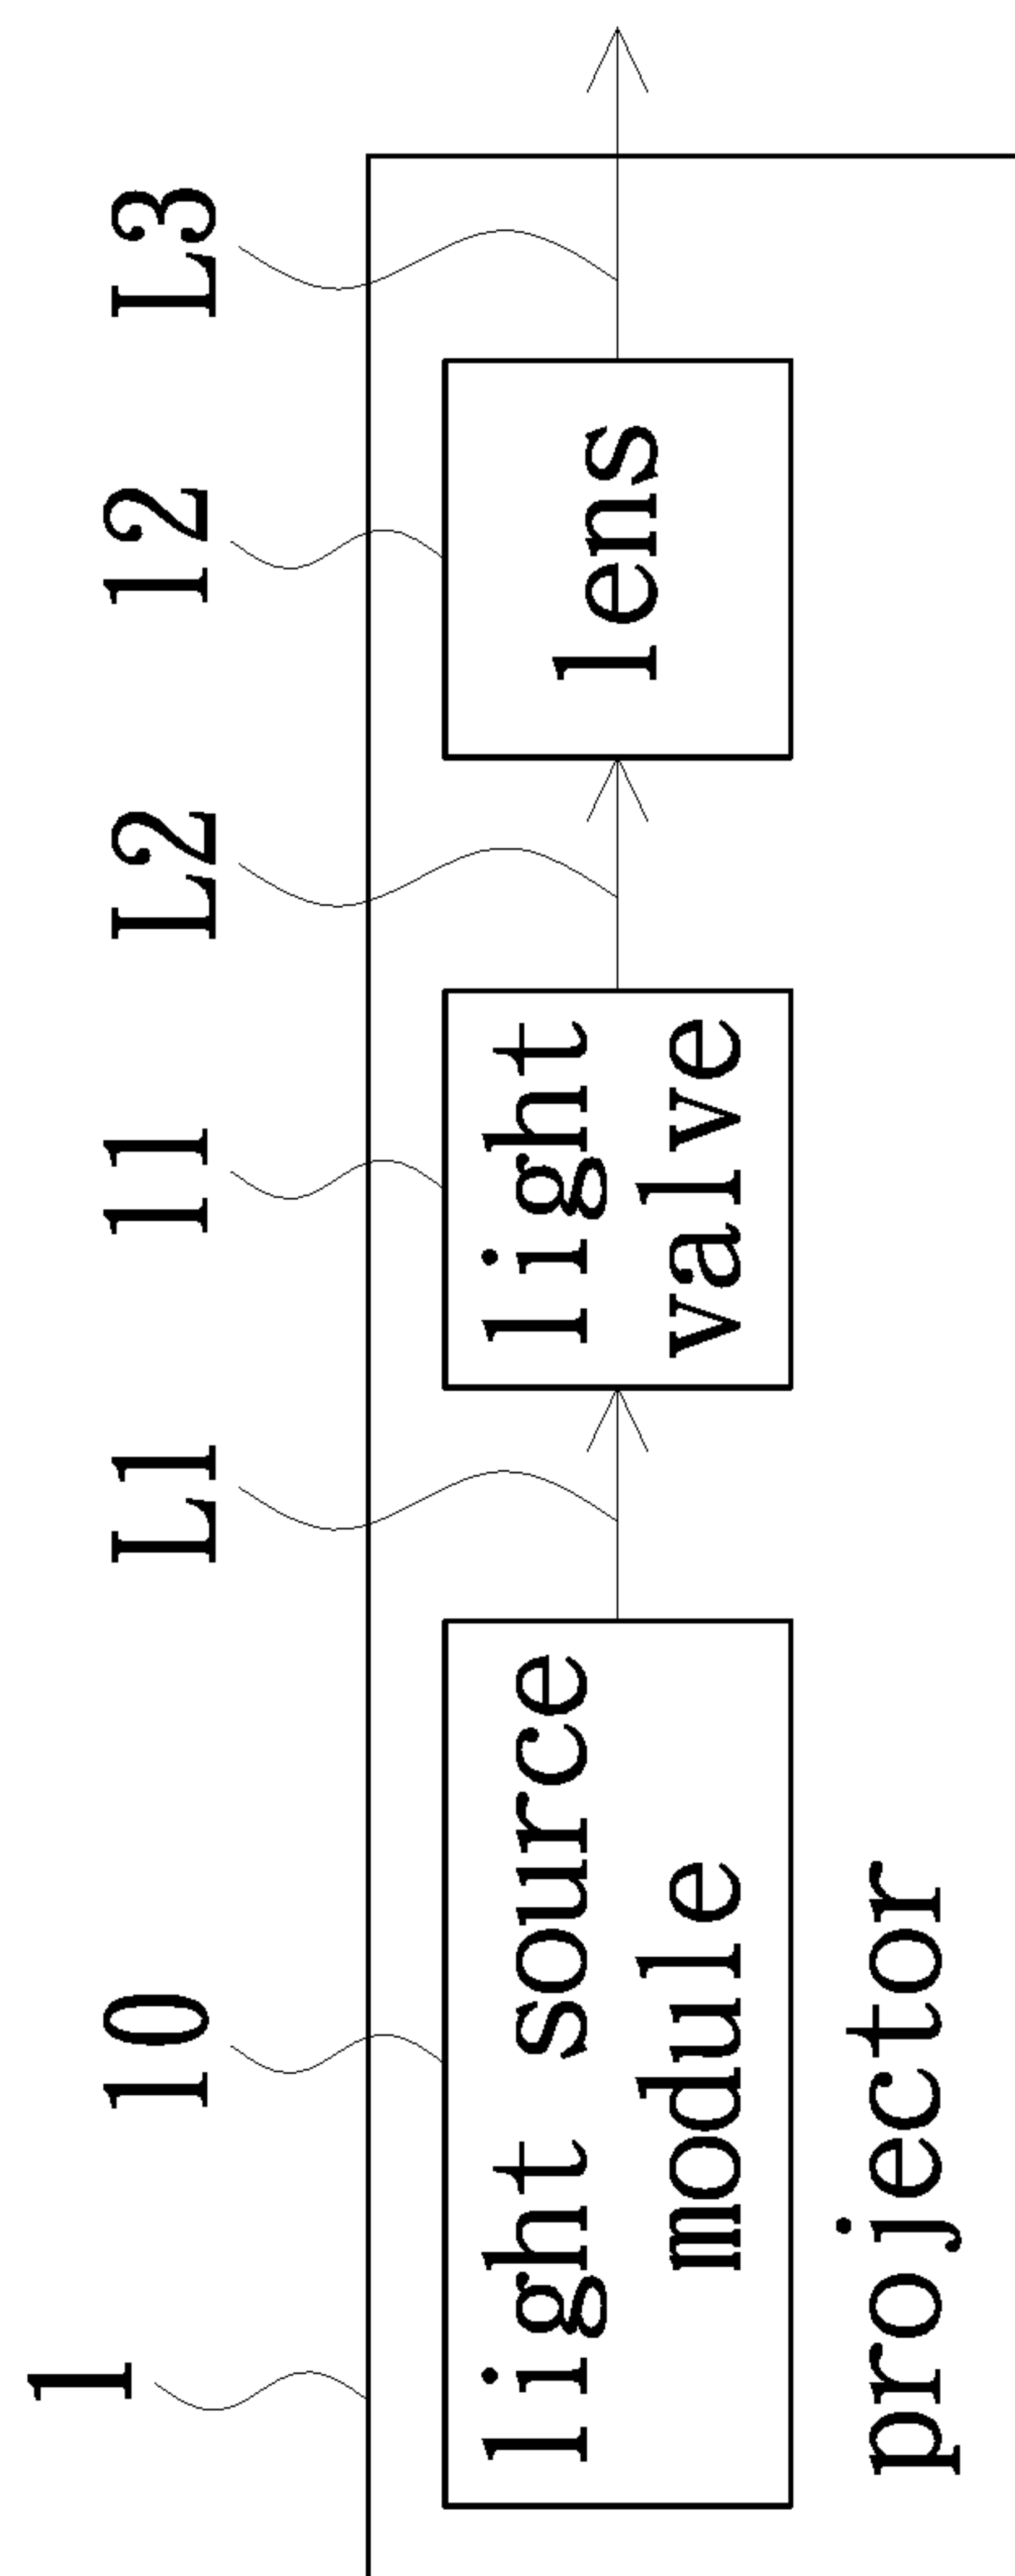 1
10
L1
11
L2
12
L3
light source
module
light
valve
lens
projector